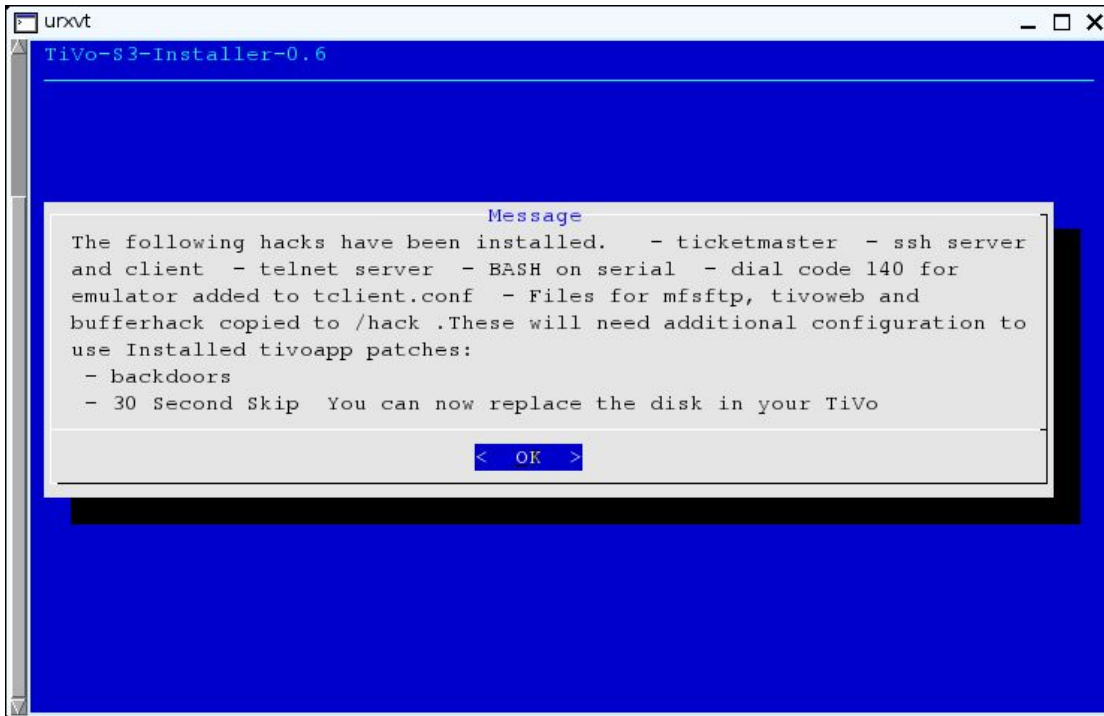 urxvt
TiVo-S3-Installer-0.6
Message
The following hacks have been installed.   - ticketmaster  - ssh server
and client  - telnet server  - BASH on serial  - dial code 140 for
emulator added to tclient.conf  - Files for mfsftp, tivoweb and
bufferhack copied to /hack .These will need additional configuration to
use Installed tivoapp patches:
- backdoors
- 30 Second Skip  You can now replace the disk in your TiVo
<  OK  >